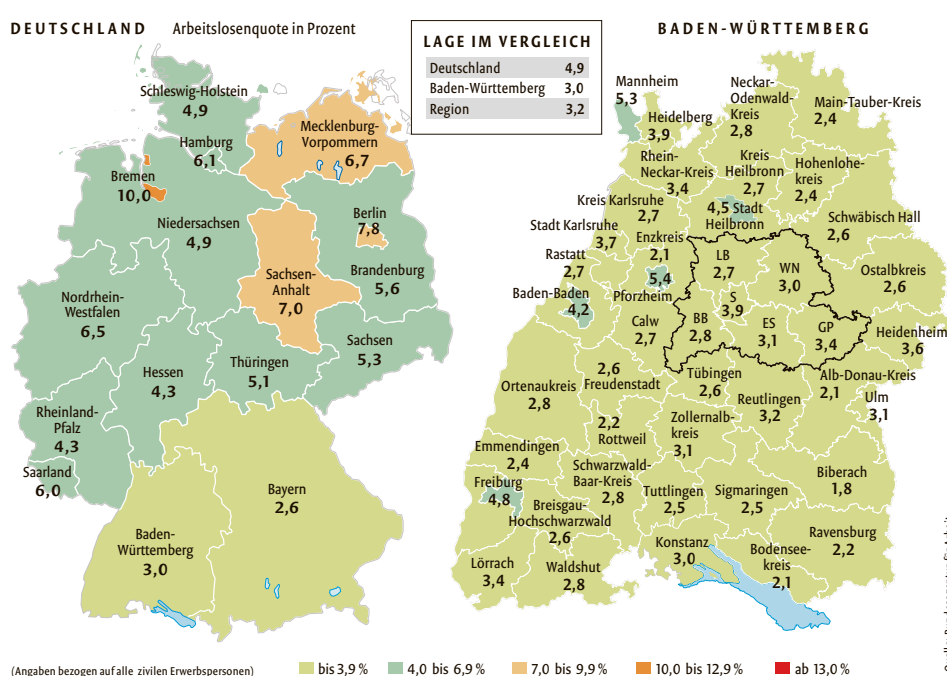 DEUTSCHLAND Arbeitslosenquote in Prozent
Schleswig-Holstein
4,9
Mecklenburg-
Vorpommern
6,7
Hamburg
6,1
Bremen
10,0
Niedersachsen
4,9
Berlin
7,8
Sachsen-
Anhalt
7,0
Brandenburg
5,6
Nordrhein-
Westfalen
6,5
Sachsen
5,3
Hessen
4,3
Thüringen
5,1
Rheinland-
Pfalz
4,3
Saarland
6,0
Bayern
2,6
Baden-
Württemberg
3,0
LAGE IM VERGLEICH
Deutschland 4,9
Baden-Württemberg 3,0
Region 3,2
BADEN-WÜRTTEMBERG
Mannheim
5,3
Heidelberg
3,9
Neckar-
Odenwald-
Kreis
2,8
Main-Tauber-Kreis
2,4
Rhein-
Neckar-Kreis
3,4
Kreis
Heilbronn
2,7
Hohenlohe-
kreis
2,4
Kreis Karlsruhe
2,7
4,5 Stadt
Heilbronn
Schwäbisch Hall
2,6
Stadt Karlsruhe
3,7
Enzkreis
2,1
Rastatt
2,7
LB
2,7
WN
3,0
Ostalbkreis
2,6
Baden-Baden
4,2
5,4
Pforzheim
S
3,9
Calw
2,7
BB
2,8
ES
3,1
GP
3,4
Heidenheim
3,6
2,6
Freudenstadt
Tübingen
2,6
Alb-Donau-Kreis
2,1
Ortenaukreis
2,8
Reutlingen
3,2
Ulm
3,1
2,2
Rottweil
Zollernalb-
kreis
3,1
Emmendingen
2,4
Schwarzwald-
Baar-Kreis
2,8
Biberach
1,8
Freiburg
4,8
Tuttlingen
2,5
Sigmaringen
2,5
Breisgau-
Hochschwarzwald
2,6
Ravensburg
2,2
Konstanz
3,0
Bodensee-
kreis
2,1
Lörrach
3,4
Waldshut
2,8
(Angaben bezogen auf alle zivilen Erwerbspersonen)
bis 3,9 % 4,0 bis 6,9 % 7,0 bis 9,9 % 10,0 bis 12,9 % ab 13,0 %